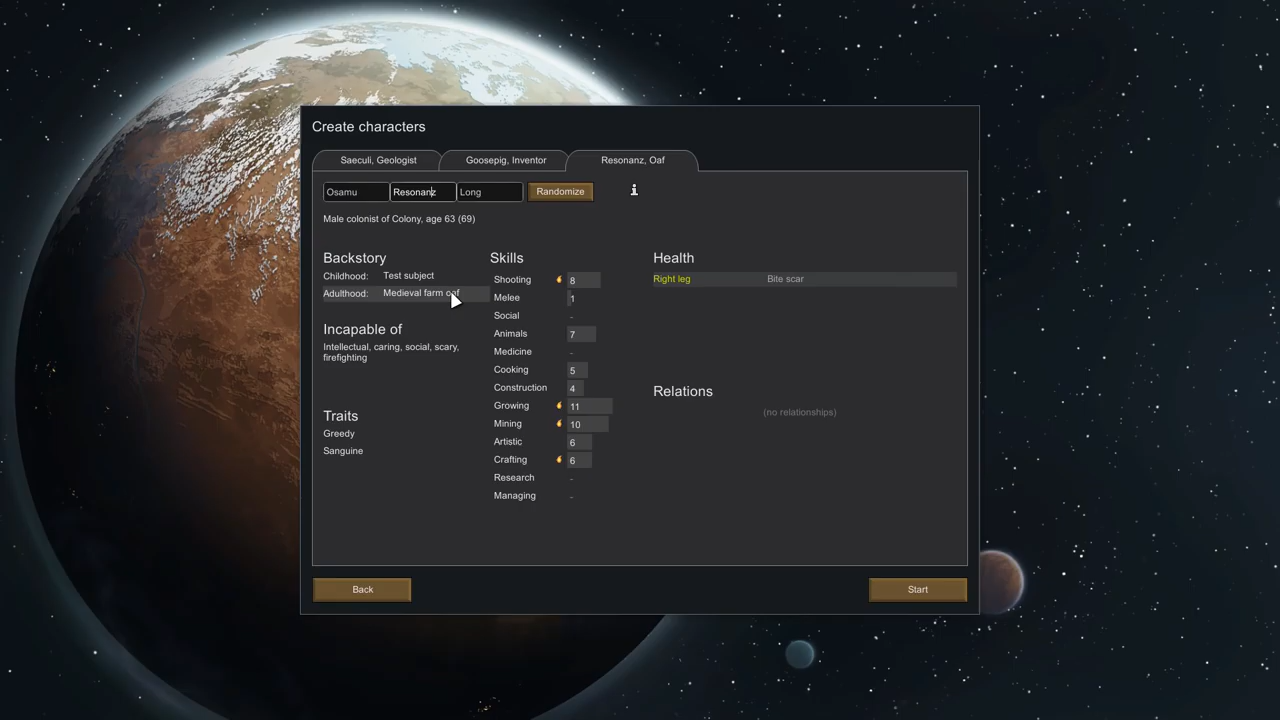 Create characters
Saeculi, Geologist
Goosepig, Inventor
Resonanz, Oaf
Osamu
Resonanz
Long
Randomize
Male colonist of Colony, age 63 (69)
Backstory
Childhood: Test subject
Adulthood: Medieval farm oaf
Incapable of
Intellectual, caring, social, scary,
firefighting
Traits
Greedy
Sanguine
Skills
Shooting 8
Melee 1
Social -
Animals 7
Medicine -
Cooking 5
Construction 4
Growing 11
Mining 10
Artistic 6
Crafting 6
Research -
Managing -
Health
Right leg Bite scar
Relations
(no relationships)
Back
Start